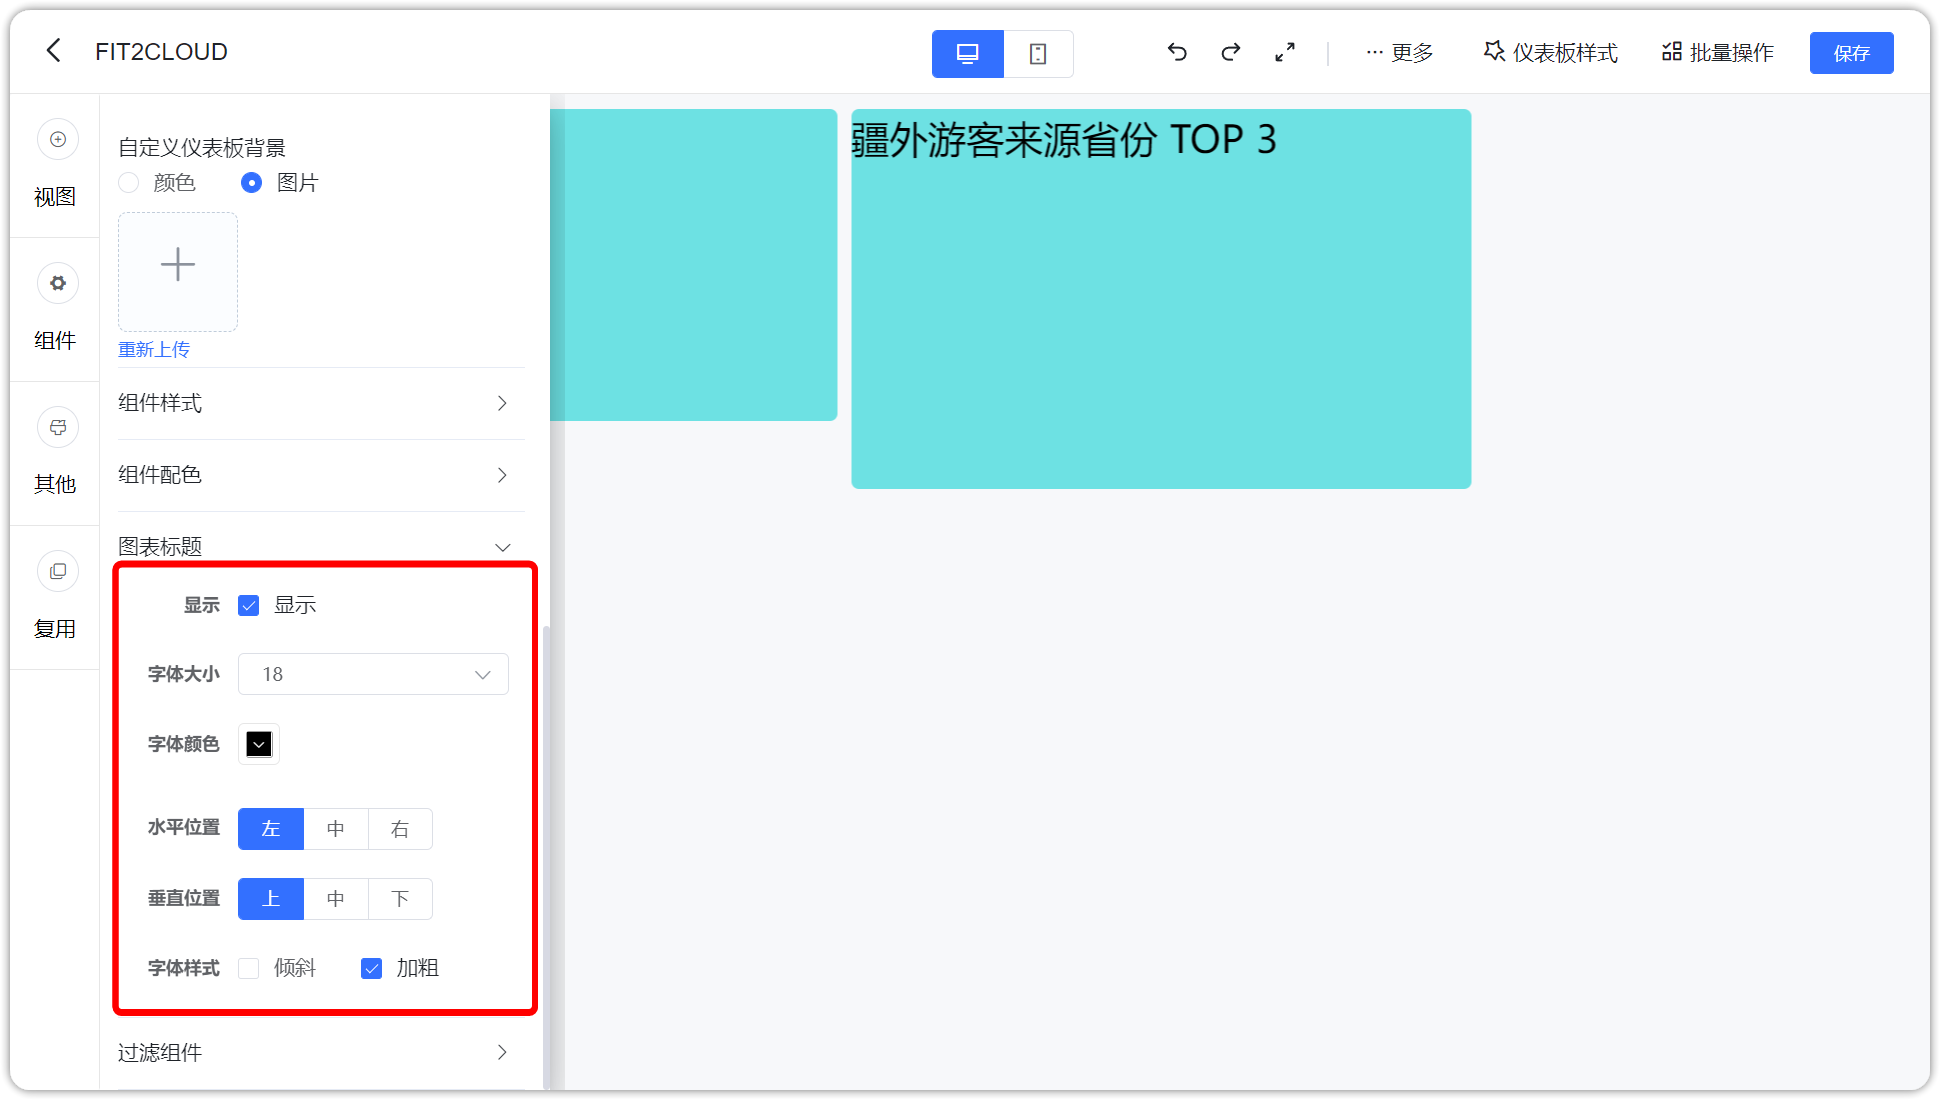 FIT2CLOUD
更多
仪表板样式
批量操作
保存
视图
组件
其他
复用
自定义仪表板背景
颜色 图片
重新上传
组件样式
组件配色
图表标题
显示 显示
字体大小 18
字体颜色
水平位置 左 中 右
垂直位置 上 中 下
字体样式 倾斜 加粗
过滤组件
疆外游客来源省份 TOP 3